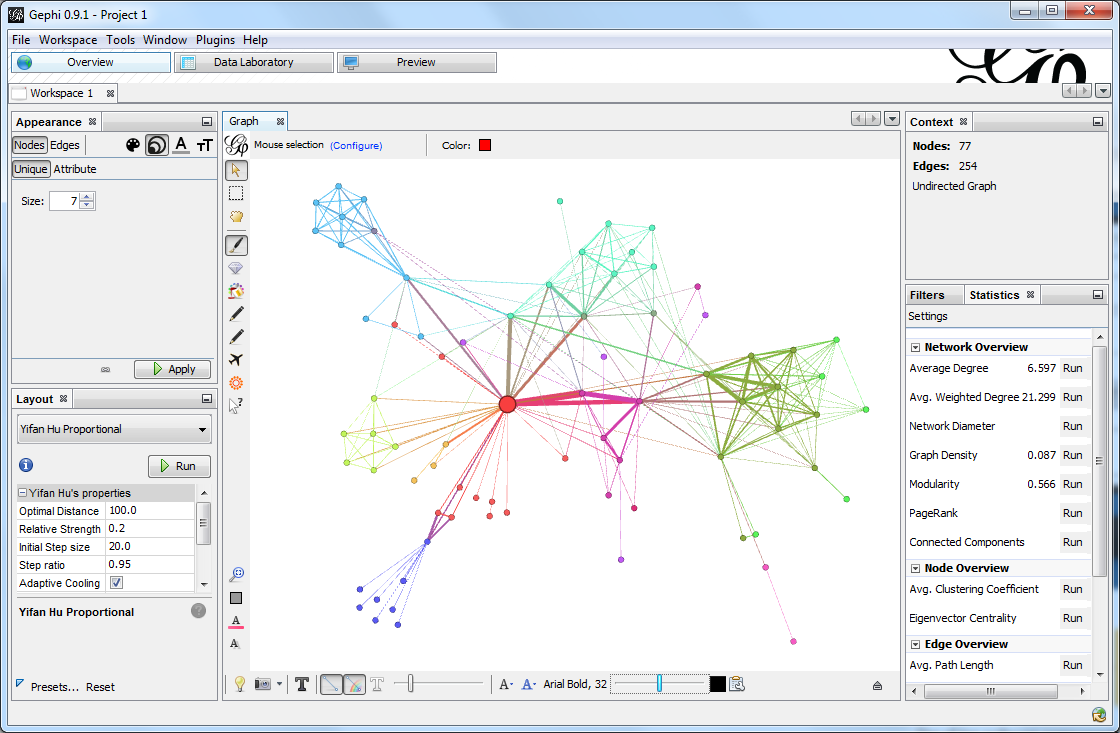 Gephi 0.9.1 - Project 1
File Workspace Tools Window Plugins Help
Overview Data Laboratory Preview
Workspace 1
Appearance
Nodes Edges A TT
Unique Attribute
Size: 7
Apply
Layout
Yifan Hu Proportional
Run
Yifan Hu's properties
Optimal Distance 100.0
Relative Strength 0.2
Initial Step size 20.0
Step ratio 0.95
Adaptive Cooling
Yifan Hu Proportional
?
Presets... Reset
Graph
Mouse selection (Configure) Color:
?
A
A
T T A A Arial Bold, 32
Context
Nodes: 77
Edges: 254
Undirected Graph
Filters Statistics
Settings
Network Overview
Average Degree 6.597 Run
Avg. Weighted Degree 21.299 Run
Network Diameter Run
Graph Density 0.087 Run
Modularity 0.566 Run
PageRank Run
Connected Components Run
Node Overview
Avg. Clustering Coefficient Run
Eigenvector Centrality Run
Edge Overview
Avg. Path Length Run